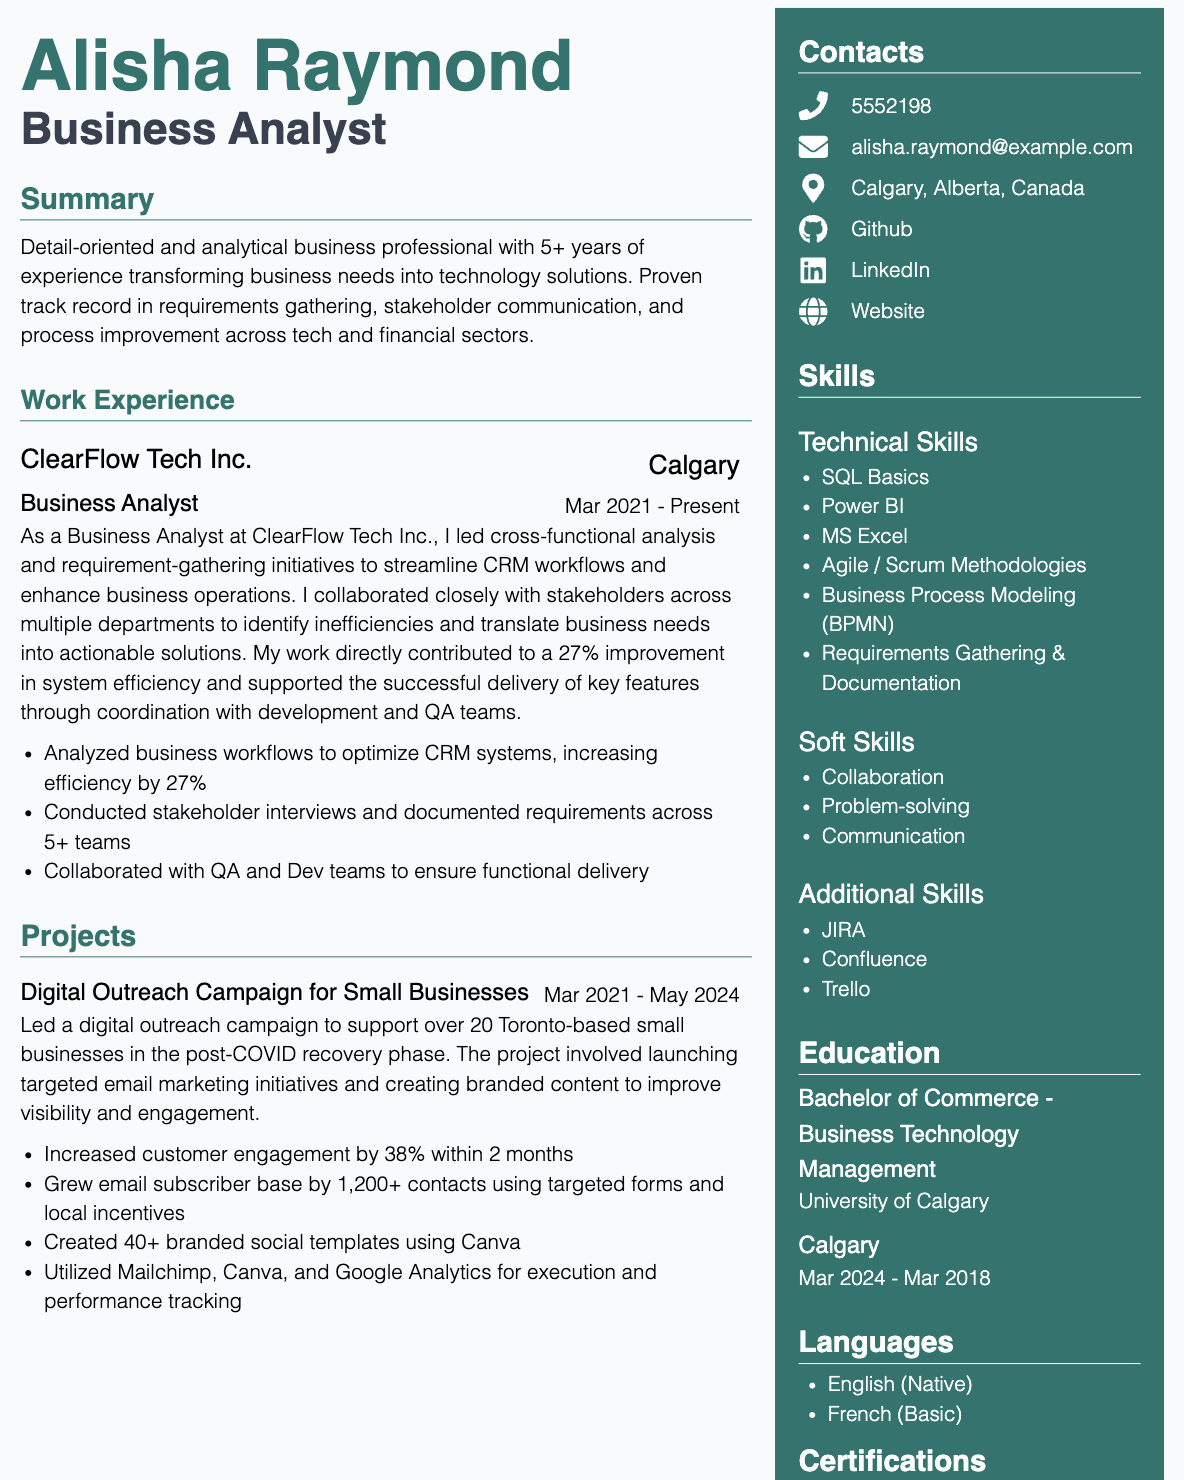 Alisha Raymond
Business Analyst
Summary
Detail-oriented and analytical business professional with 5+ years of
experience transforming business needs into technology solutions. Proven
track record in requirements gathering, stakeholder communication, and
process improvement across tech and financial sectors.
Work Experience
ClearFlow Tech Inc.
Calgary
Business Analyst
Mar 2021 - Present
As a Business Analyst at ClearFlow Tech Inc., I led cross-functional analysis
and requirement-gathering initiatives to streamline CRM workflows and
enhance business operations. I collaborated closely with stakeholders across
multiple departments to identify inefficiencies and translate business needs
into actionable solutions. My work directly contributed to a 27% improvement
in system efficiency and supported the successful delivery of key features
through coordination with development and QA teams.
• Analyzed business workflows to optimize CRM systems, increasing
efficiency by 27%
• Conducted stakeholder interviews and documented requirements across
5+ teams
• Collaborated with QA and Dev teams to ensure functional delivery
Projects
Digital Outreach Campaign for Small Businesses
Mar 2021 - May 2024
Led a digital outreach campaign to support over 20 Toronto-based small
businesses in the post-COVID recovery phase. The project involved launching
targeted email marketing initiatives and creating branded content to improve
visibility and engagement.
• Increased customer engagement by 38% within 2 months
• Grew email subscriber base by 1,200+ contacts using targeted forms and
local incentives
• Created 40+ branded social templates using Canva
• Utilized Mailchimp, Canva, and Google Analytics for execution and
performance tracking
Contacts
5552198
alisha.raymond@example.com
Calgary, Alberta, Canada
Github
LinkedIn
Website
Skills
Technical Skills
• SQL Basics
• Power BI
• MS Excel
• Agile / Scrum Methodologies
• Business Process Modeling
(BPMN)
• Requirements Gathering &
Documentation
Soft Skills
• Collaboration
• Problem-solving
• Communication
Additional Skills
• JIRA
• Confluence
• Trello
Education
Bachelor of Commerce -
Business Technology
Management
University of Calgary
Calgary
Mar 2024 - Mar 2018
Languages
• English (Native)
• French (Basic)
Certifications